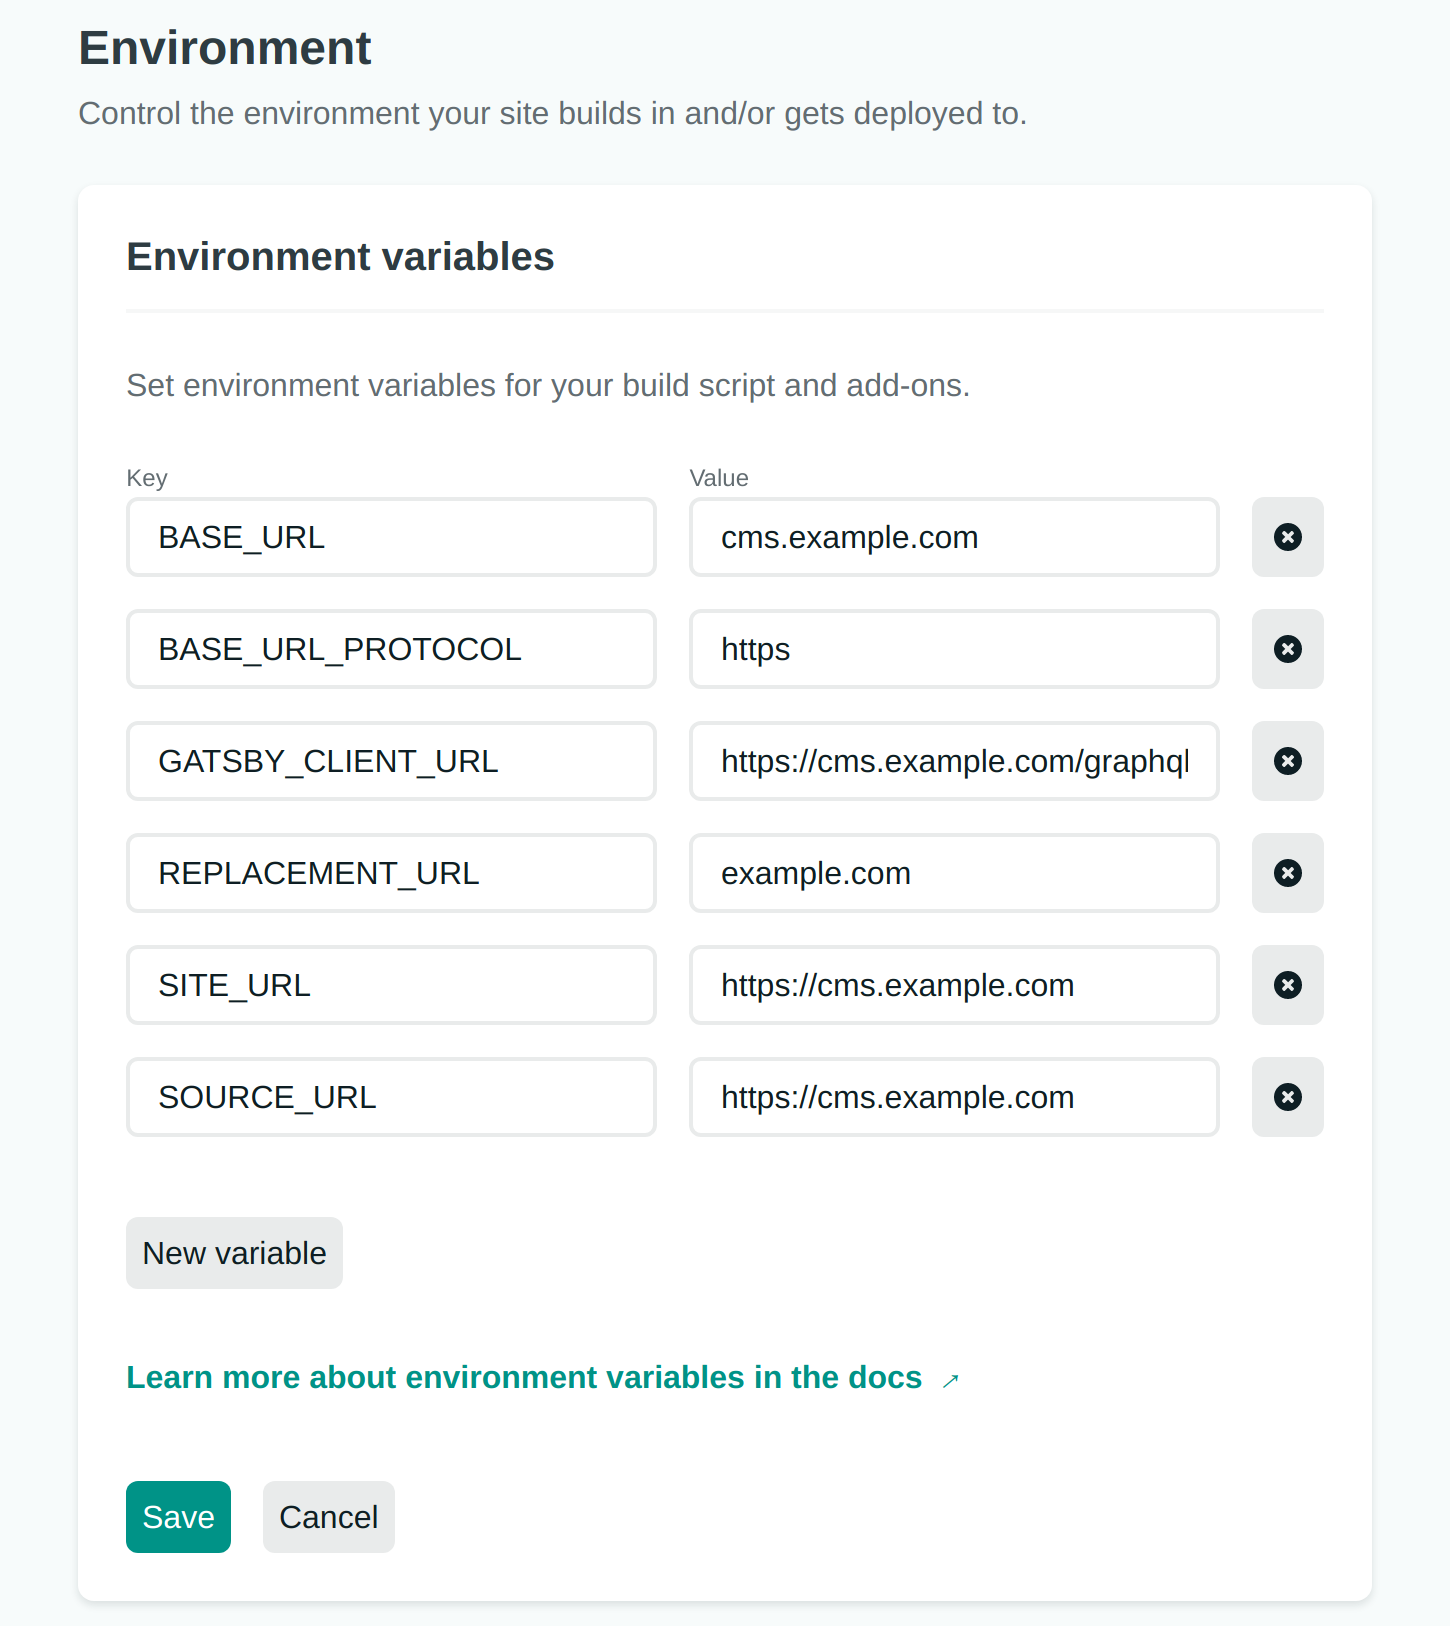 Environment
Control the environment your site builds in and/or gets deployed to.
Environment variables
Set environment variables for your build script and add-ons.
Key Value
BASE_URL cms.example.com
BASE_URL_PROTOCOL https
GATSBY_CLIENT_URL https://cms.example.com/graphql
REPLACEMENT_URL example.com
SITE_URL https://cms.example.com
SOURCE_URL https://cms.example.com
New variable
Learn more about environment variables in the docs →
Save Cancel